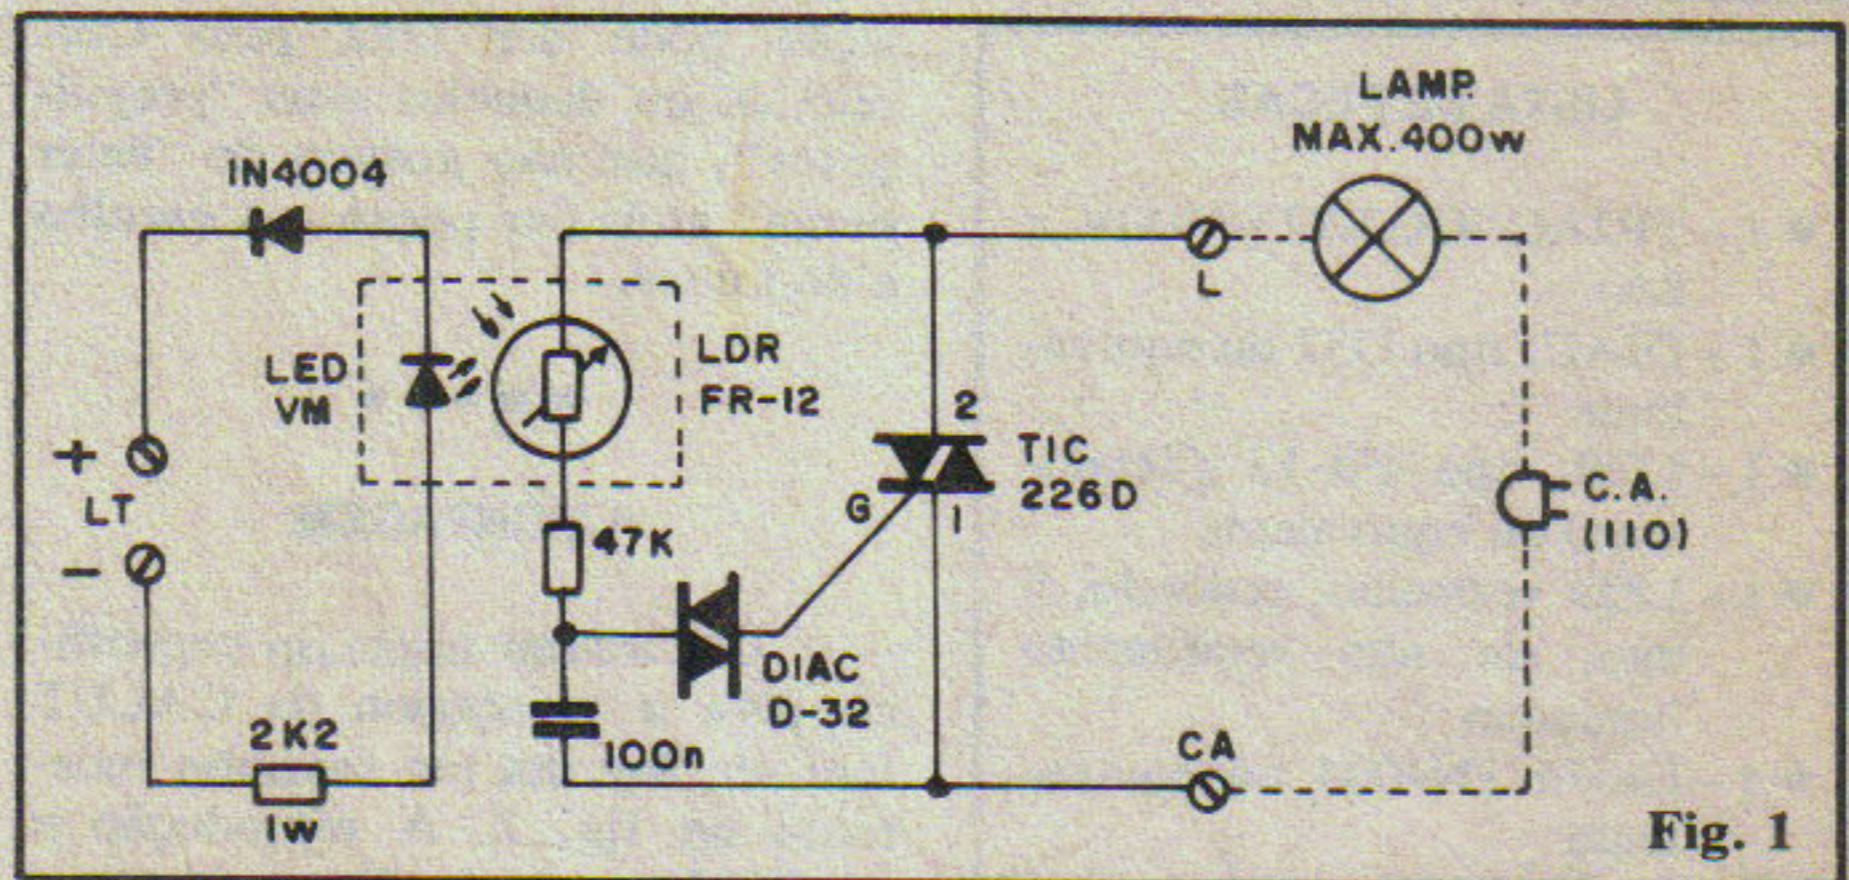 LAMP.
MAX.400w
1N4004
L
LED
VM
LDR
FR-12
+
LT
-
2
TIC
226D
G
1
C.A.
(110)
47K
DIAC
D-32
2K2
1w
100n
CA
Fig. 1